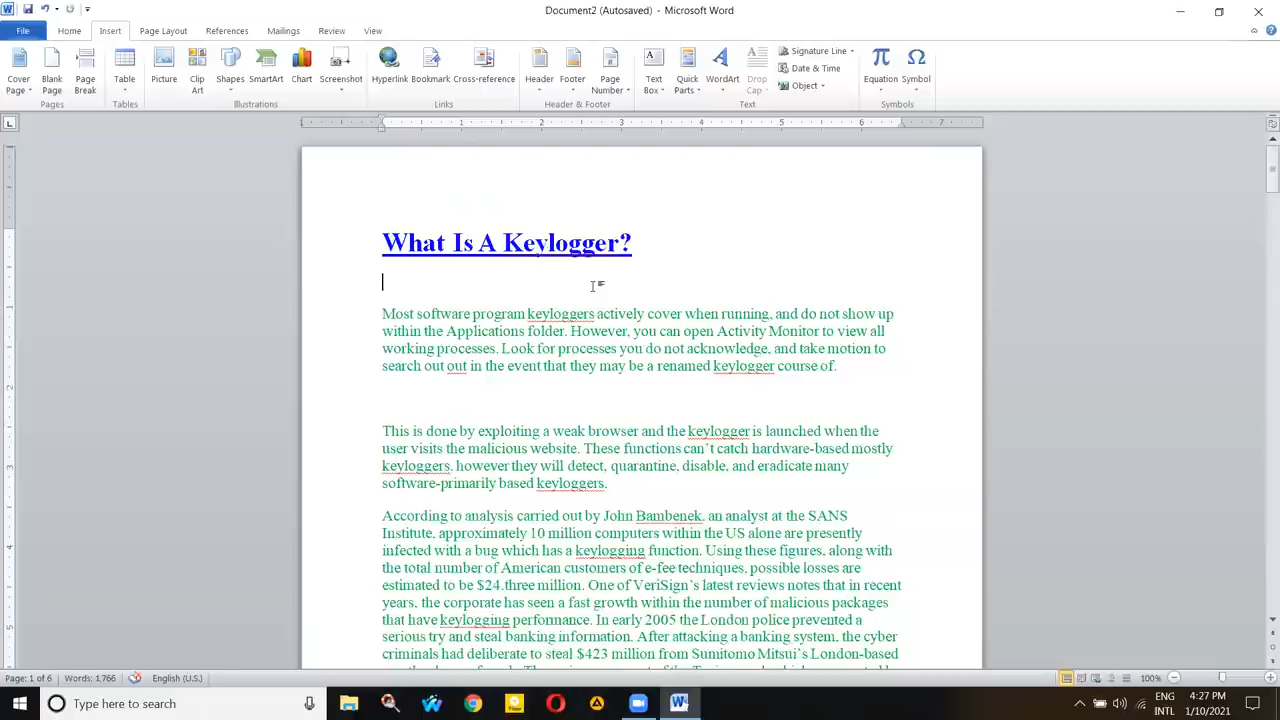 Document2 (Autosaved) - Microsoft Word
File Home Insert Page Layout References Mailings Review View
Cover Page
Blank Page
Page Break
Table
Picture
Clip Art
Shapes
SmartArt
Chart
Screenshot
Hyperlink
Bookmark
Cross-reference
Header
Footer
Page Number
Text Box
Quick Parts
WordArt
Drop Cap
Signature Line
Date & Time
Object
Equation
Symbol
Pages Tables Illustrations Links Header & Footer Text Symbols
1 1 2 3 4 5 6 7
What Is A Keylogger?
Most software program keyloggers actively cover when running, and do not show up
within the Applications folder. However, you can open Activity Monitor to view all
working processes. Look for processes you do not acknowledge, and take motion to
search out out in the event that they may be a renamed keylogger course of.
This is done by exploiting a weak browser and the keylogger is launched when the
user visits the malicious website. These functions can't catch hardware-based mostly
keyloggers, however they will detect, quarantine, disable, and eradicate many
software-primarily based keyloggers.
According to analysis carried out by John Bambenek, an analyst at the SANS
Institute, approximately 10 million computers within the US alone are presently
infected with a bug which has a keylogging function. Using these figures, along with
the total number of American customers of e-fee techniques, possible losses are
estimated to be $24.three million. One of VeriSign's latest reviews notes that in recent
years, the corporate has seen a fast growth within the number of malicious packages
that have keylogging performance. In early 2005 the London police prevented a
serious try and steal banking information. After attacking a banking system, the cyber
criminals had deliberate to steal $423 million from Sumitomo Mitsui's London-based
Page: 1 of 6 Words: 1,766 English (U.S.) 100%
Type here to search
ENG
INTL
4:27 PM
1/10/2021